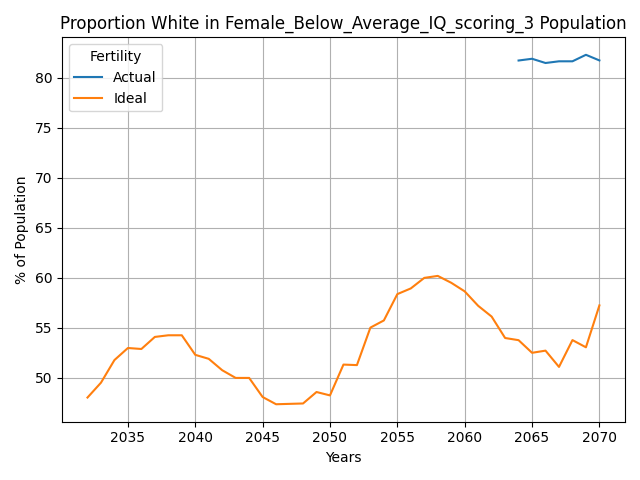 Proportion White in Female_Below_Average_IQ_scoring_3 Population
Fertility
Actual
Ideal
% of Population
80
75
70
65
60
55
50
2035
2040
2045
2050
2055
2060
2065
2070
Years